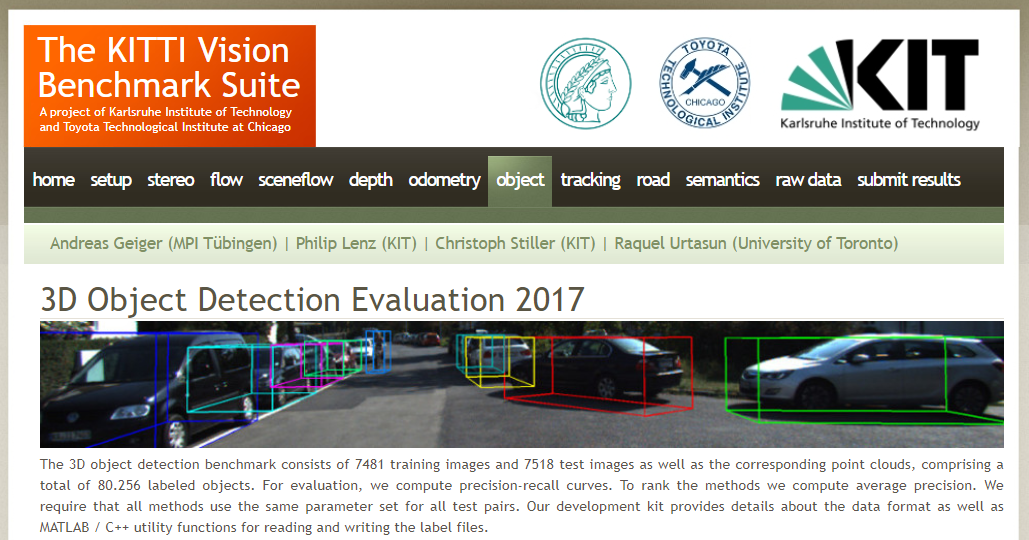 The KITTI Vision
Benchmark Suite
A project of Karlsruhe Institute of Technology
and Toyota Technological Institute at Chicago
TOYOTA
TECHNOLOGICAL INSTITUTE
CHICAGO
KIT
Karlsruhe Institute of Technology
home setup stereo flow sceneflow depth odometry object tracking road semantics raw data submit results
Andreas Geiger (MPI Tübingen) | Philip Lenz (KIT) | Christoph Stiller (KIT) | Raquel Urtasun (University of Toronto)
3D Object Detection Evaluation 2017
The 3D object detection benchmark consists of 7481 training images and 7518 test images as well as the corresponding point clouds, comprising a
total of 80.256 labeled objects. For evaluation, we compute precision-recall curves. To rank the methods we compute average precision. We
require that all methods use the same parameter set for all test pairs. Our development kit provides details about the data format as well as
MATLAB / C++ utility functions for reading and writing the label files.